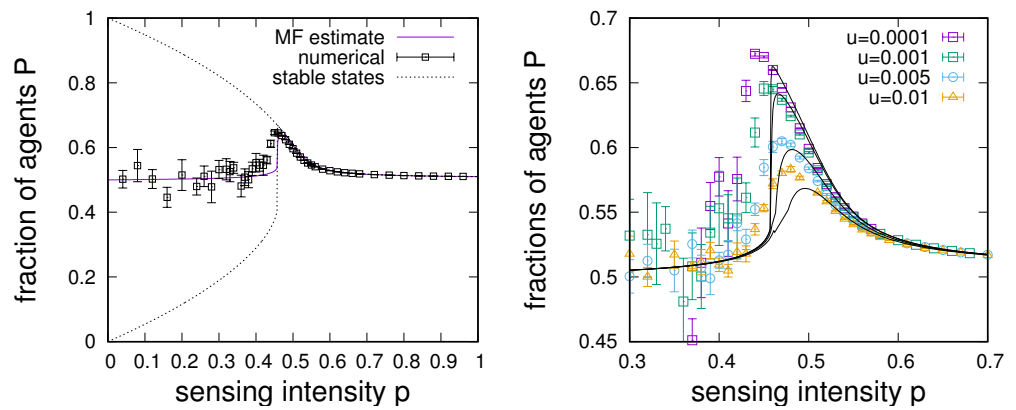 fraction of agents P
1
0.8
0.6
0.4
0.2
0
MF estimate
numerical
stable states
0 0.1 0.2 0.3 0.4 0.5 0.6 0.7 0.8 0.9 1
sensing intensity p
fractions of agents P
0.7
0.65
0.6
0.55
0.5
0.45
u=0.0001
u=0.001
u=0.005
u=0.01
0.3 0.4 0.5 0.6 0.7
sensing intensity p